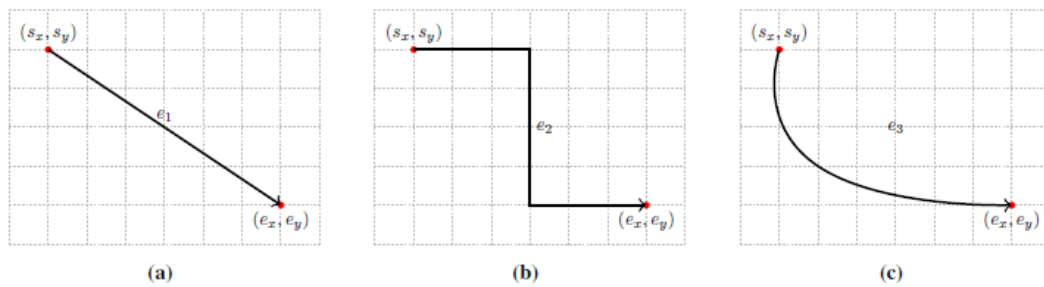 (s_x, s_y)
e_1
(e_x, e_y)
(a)
(s_x, s_y)
e_2
(e_x, e_y)
(b)
(s_x, s_y)
e_3
(e_x, e_y)
(c)